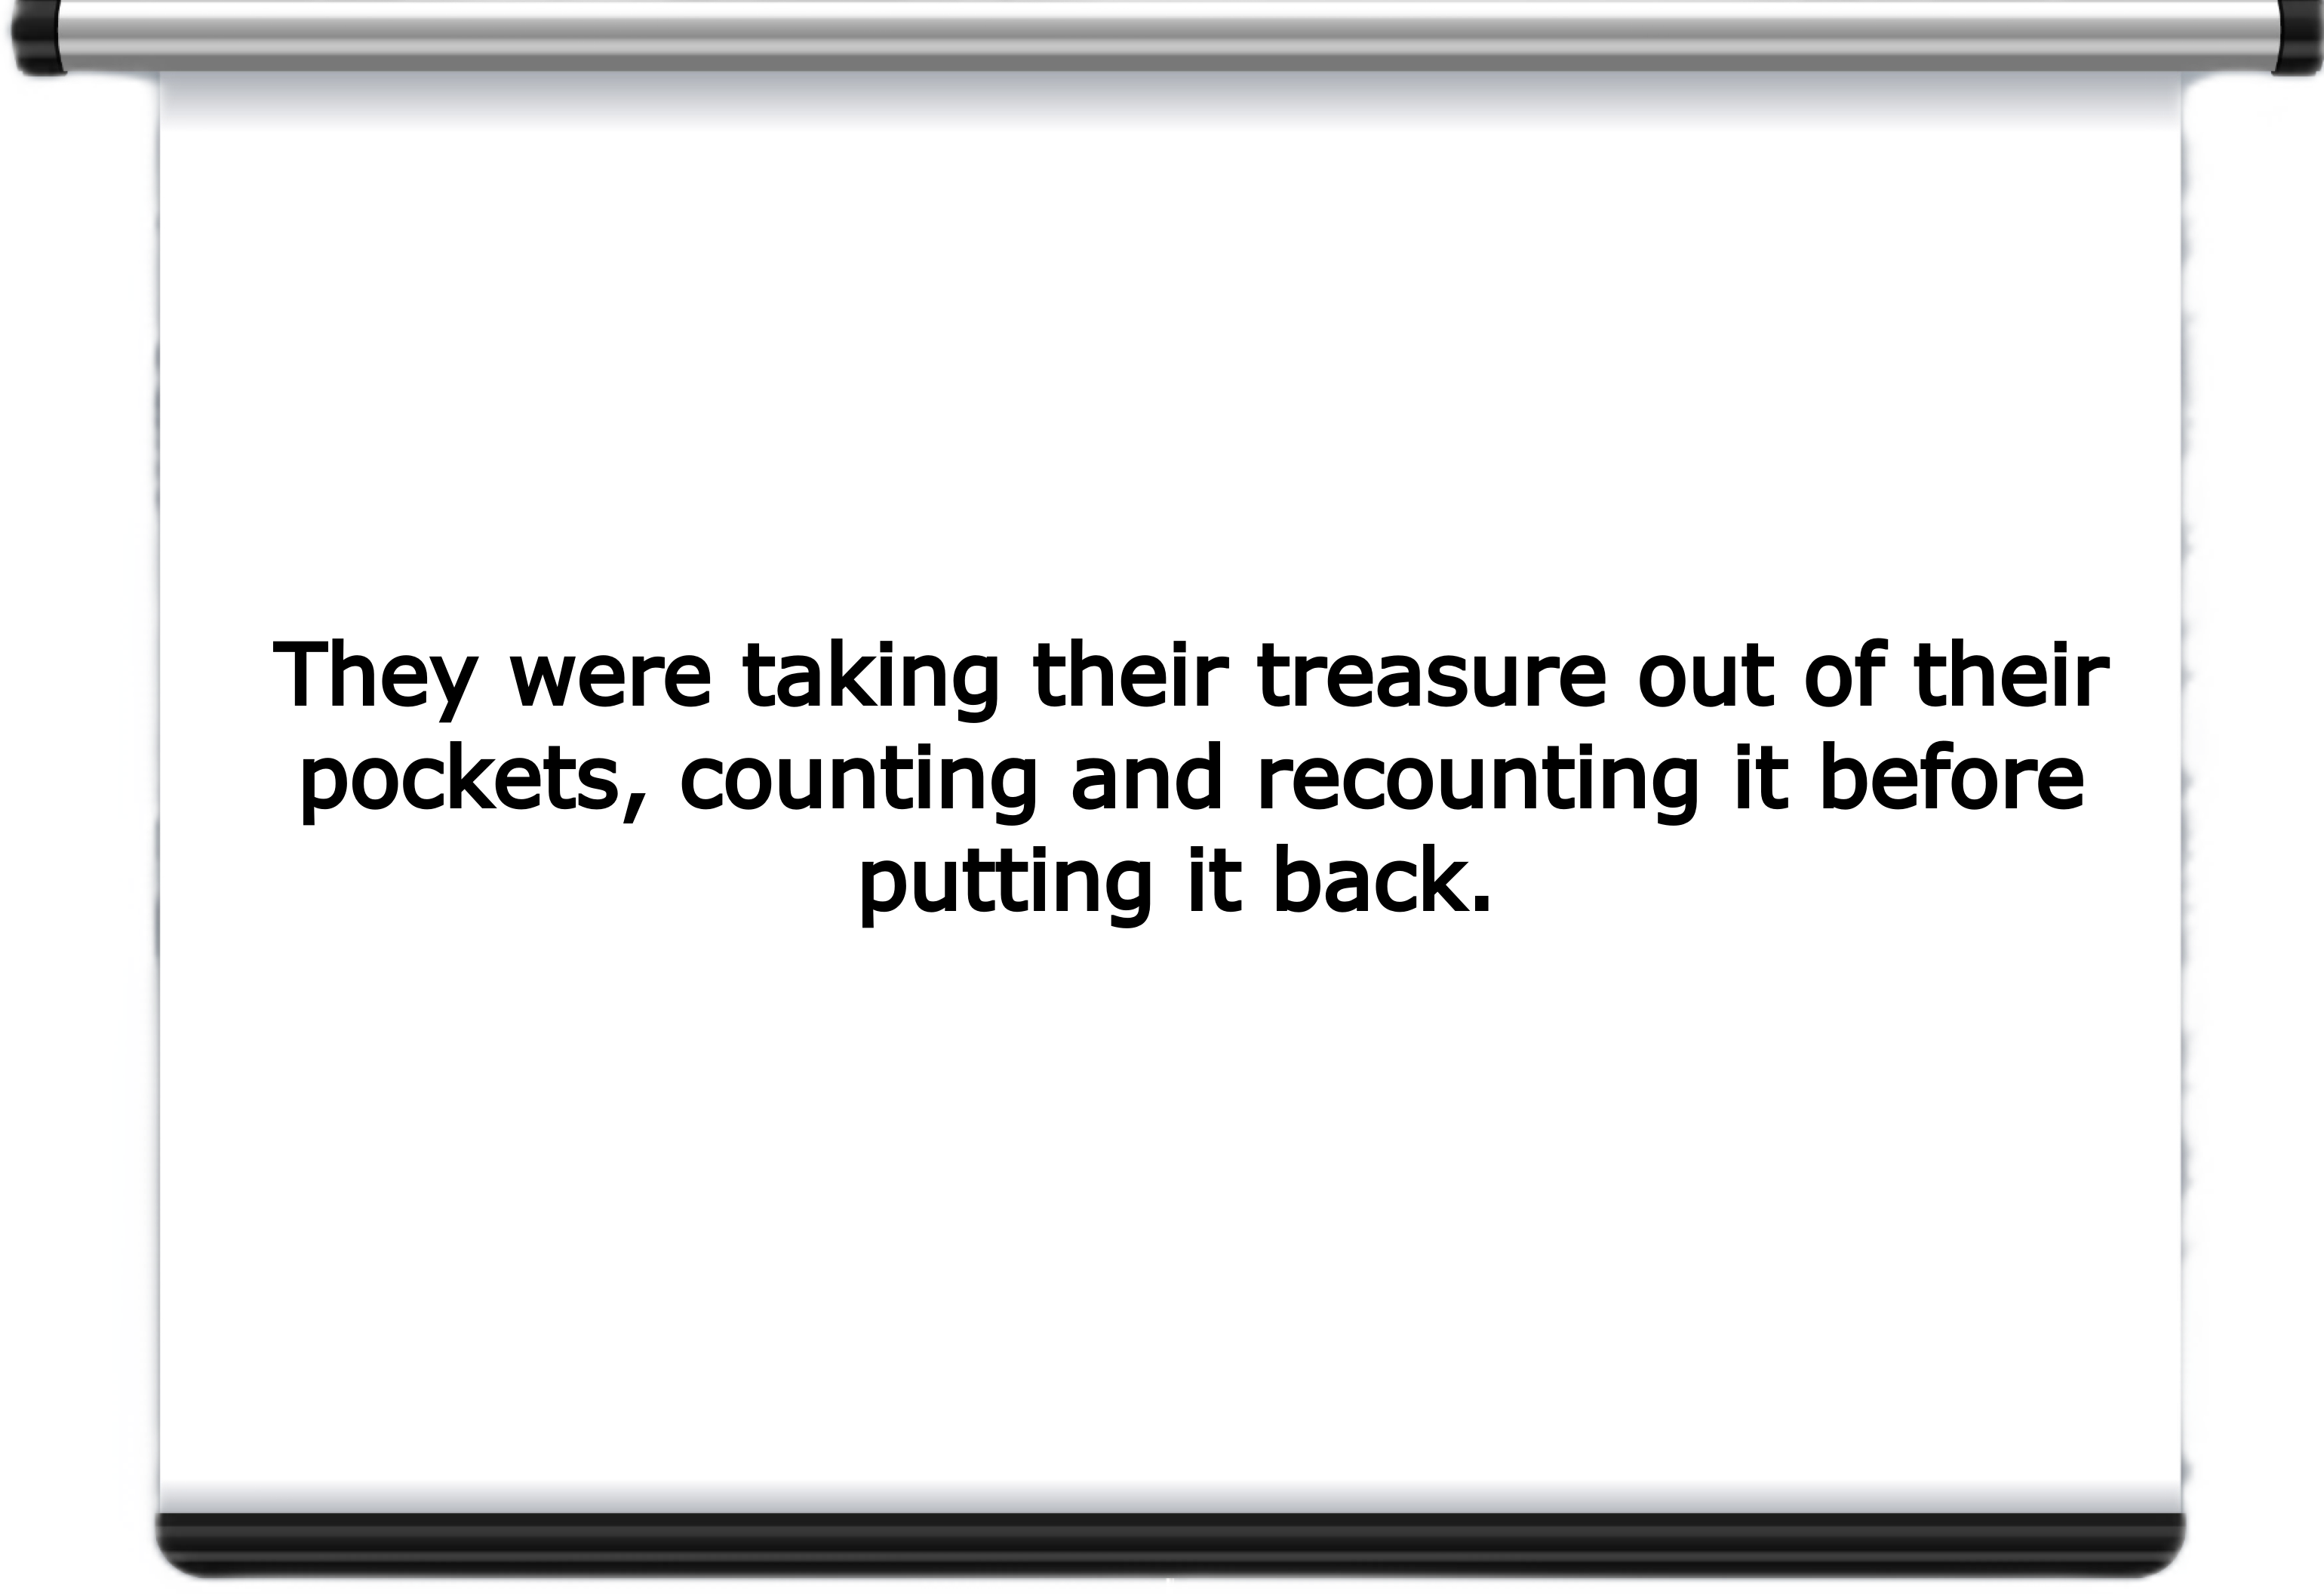 They were taking their treasure out of their
pockets, counting and recounting it before
putting it back.